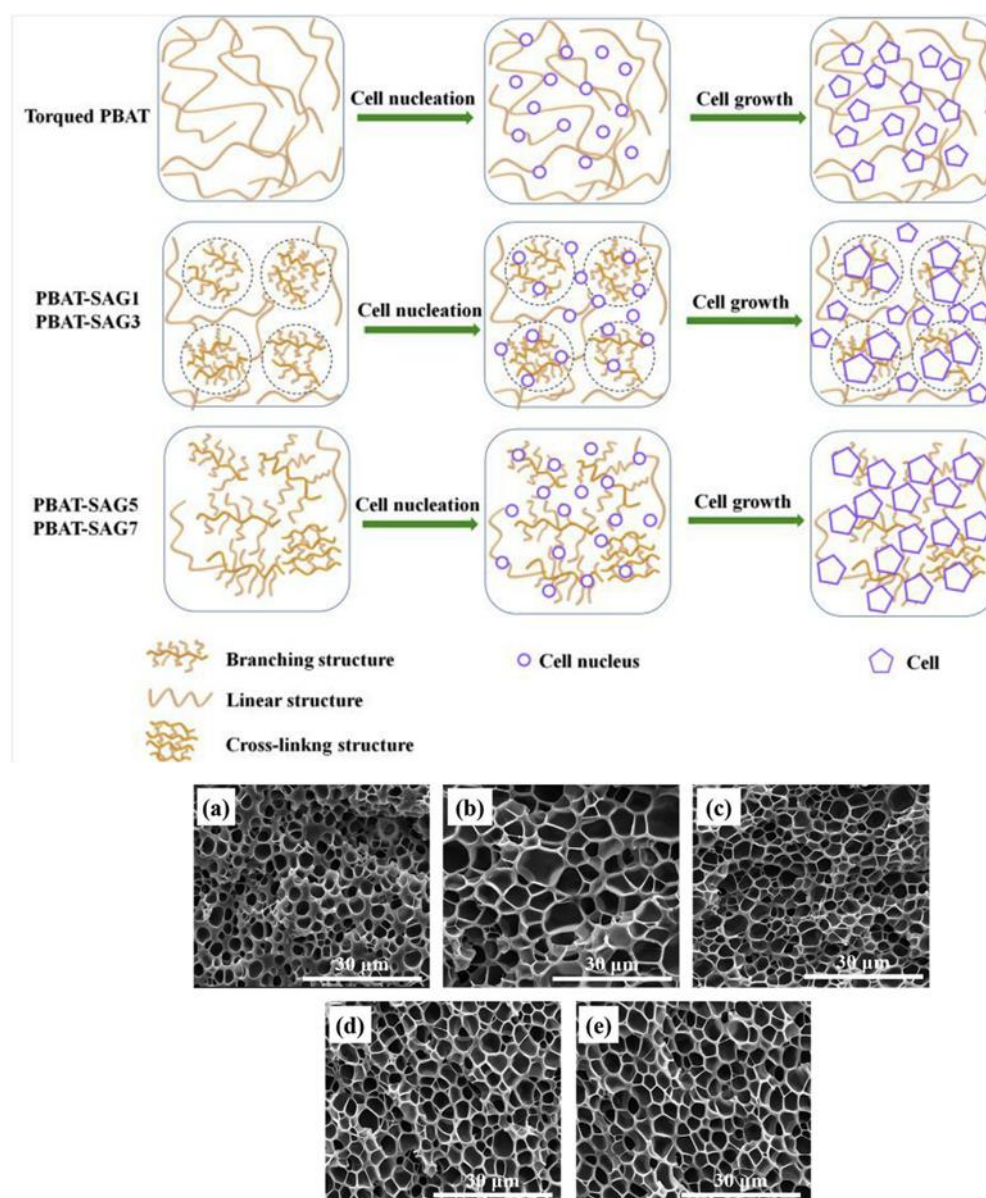 Torqued PBAT
Cell nucleation
Cell growth
PBAT-SAG1
PBAT-SAG3
Cell nucleation
Cell growth
PBAT-SAG5
PBAT-SAG7
Cell nucleation
Cell growth
Branching structure
Cell nucleus
Cell
Linear structure
Cross-linkng structure
(a)
(b)
(c)
30 μm
30 μm
30 μm
(d)
(e)
30 μm
30 μm